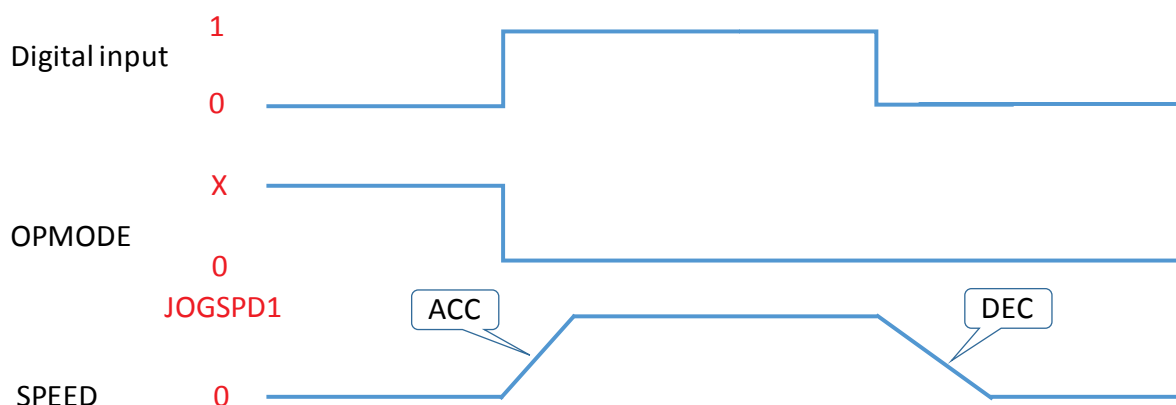 1
Digital input
0
X
OPMODE
0
JOGSPD1
ACC
DEC
SPEED 0